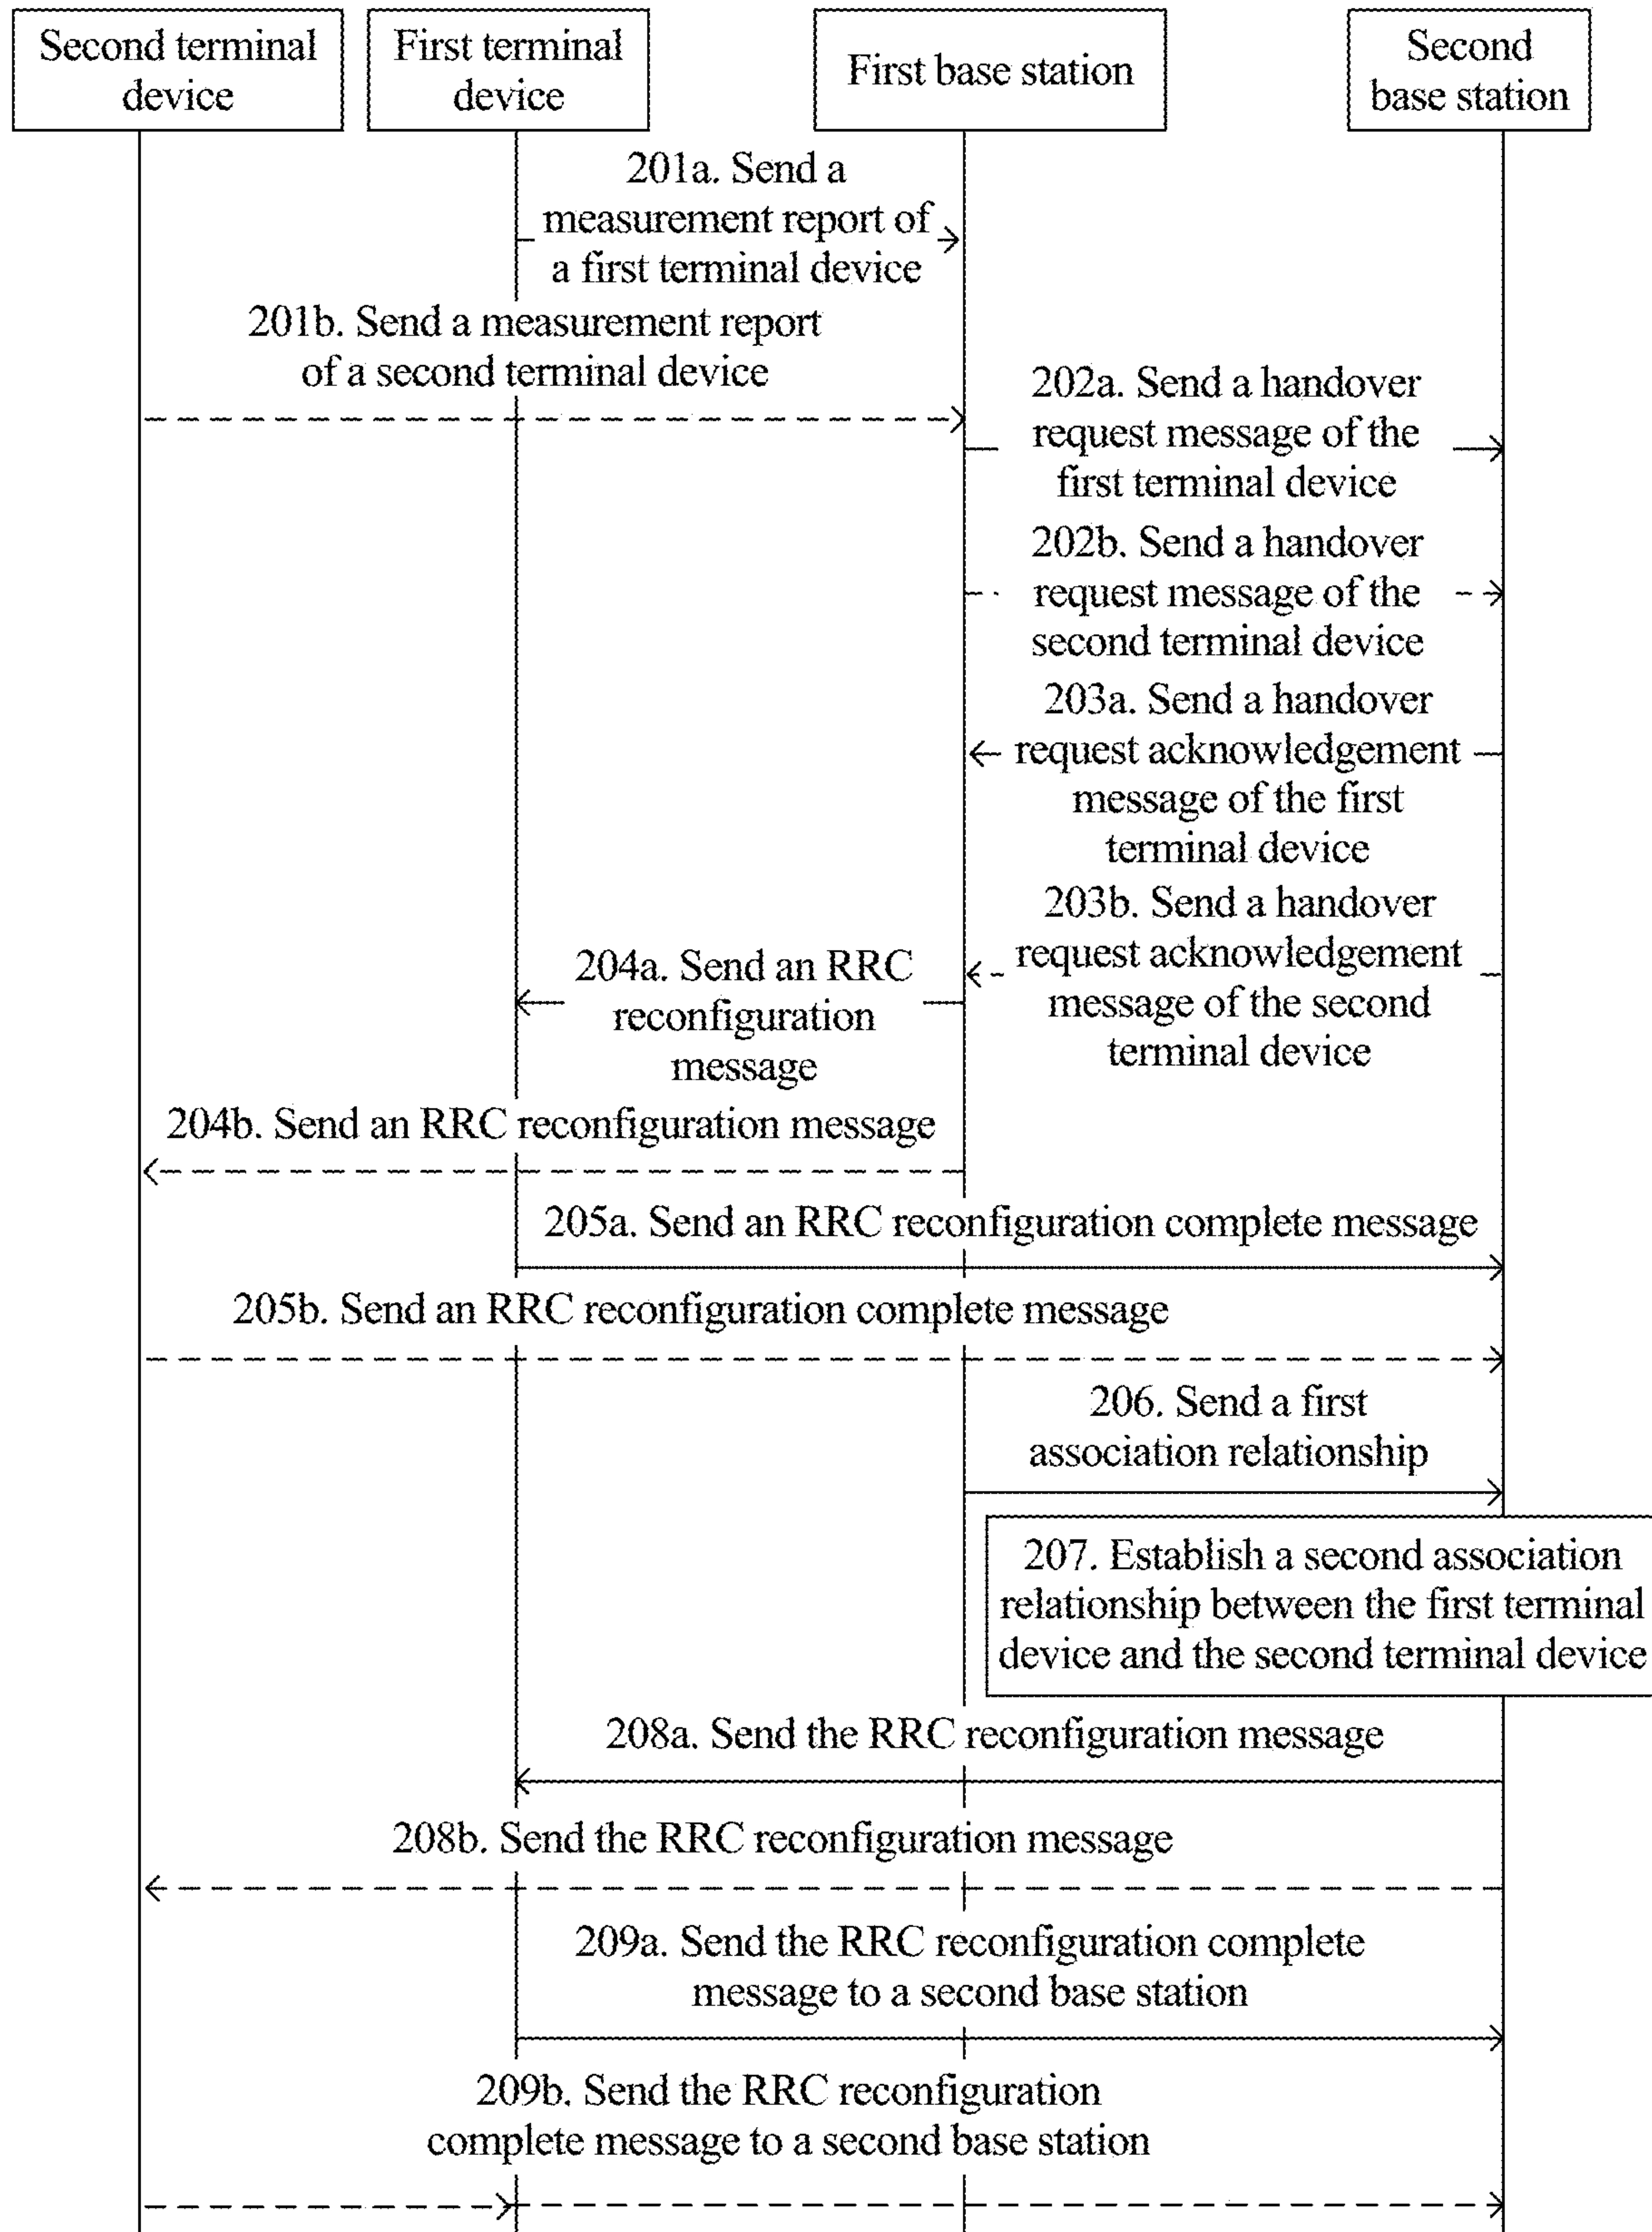 Second terminal
device
First terminal
device
First base station
Second
base station
201a. Send a
measurement report of
a first terminal device
201b. Send a measurement report
of a second terminal device
202a. Send a handover
request message of the
first terminal device
202b. Send a handover
request message of the
second terminal device
203a. Send a handover
request acknowledgement
message of the first
terminal device
203b. Send a handover
request acknowledgement
message of the second
terminal device
204a. Send an RRC
reconfiguration
message
204b. Send an RRC reconfiguration message
205a. Send an RRC reconfiguration complete message
205b. Send an RRC reconfiguration complete message
206. Send a first
association relationship
207. Establish a second association
relationship between the first terminal
device and the second terminal device
208a. Send the RRC reconfiguration message
208b. Send the RRC reconfiguration message
209a. Send the RRC reconfiguration complete
message to a second base station
209b. Send the RRC reconfiguration
complete message to a second base station